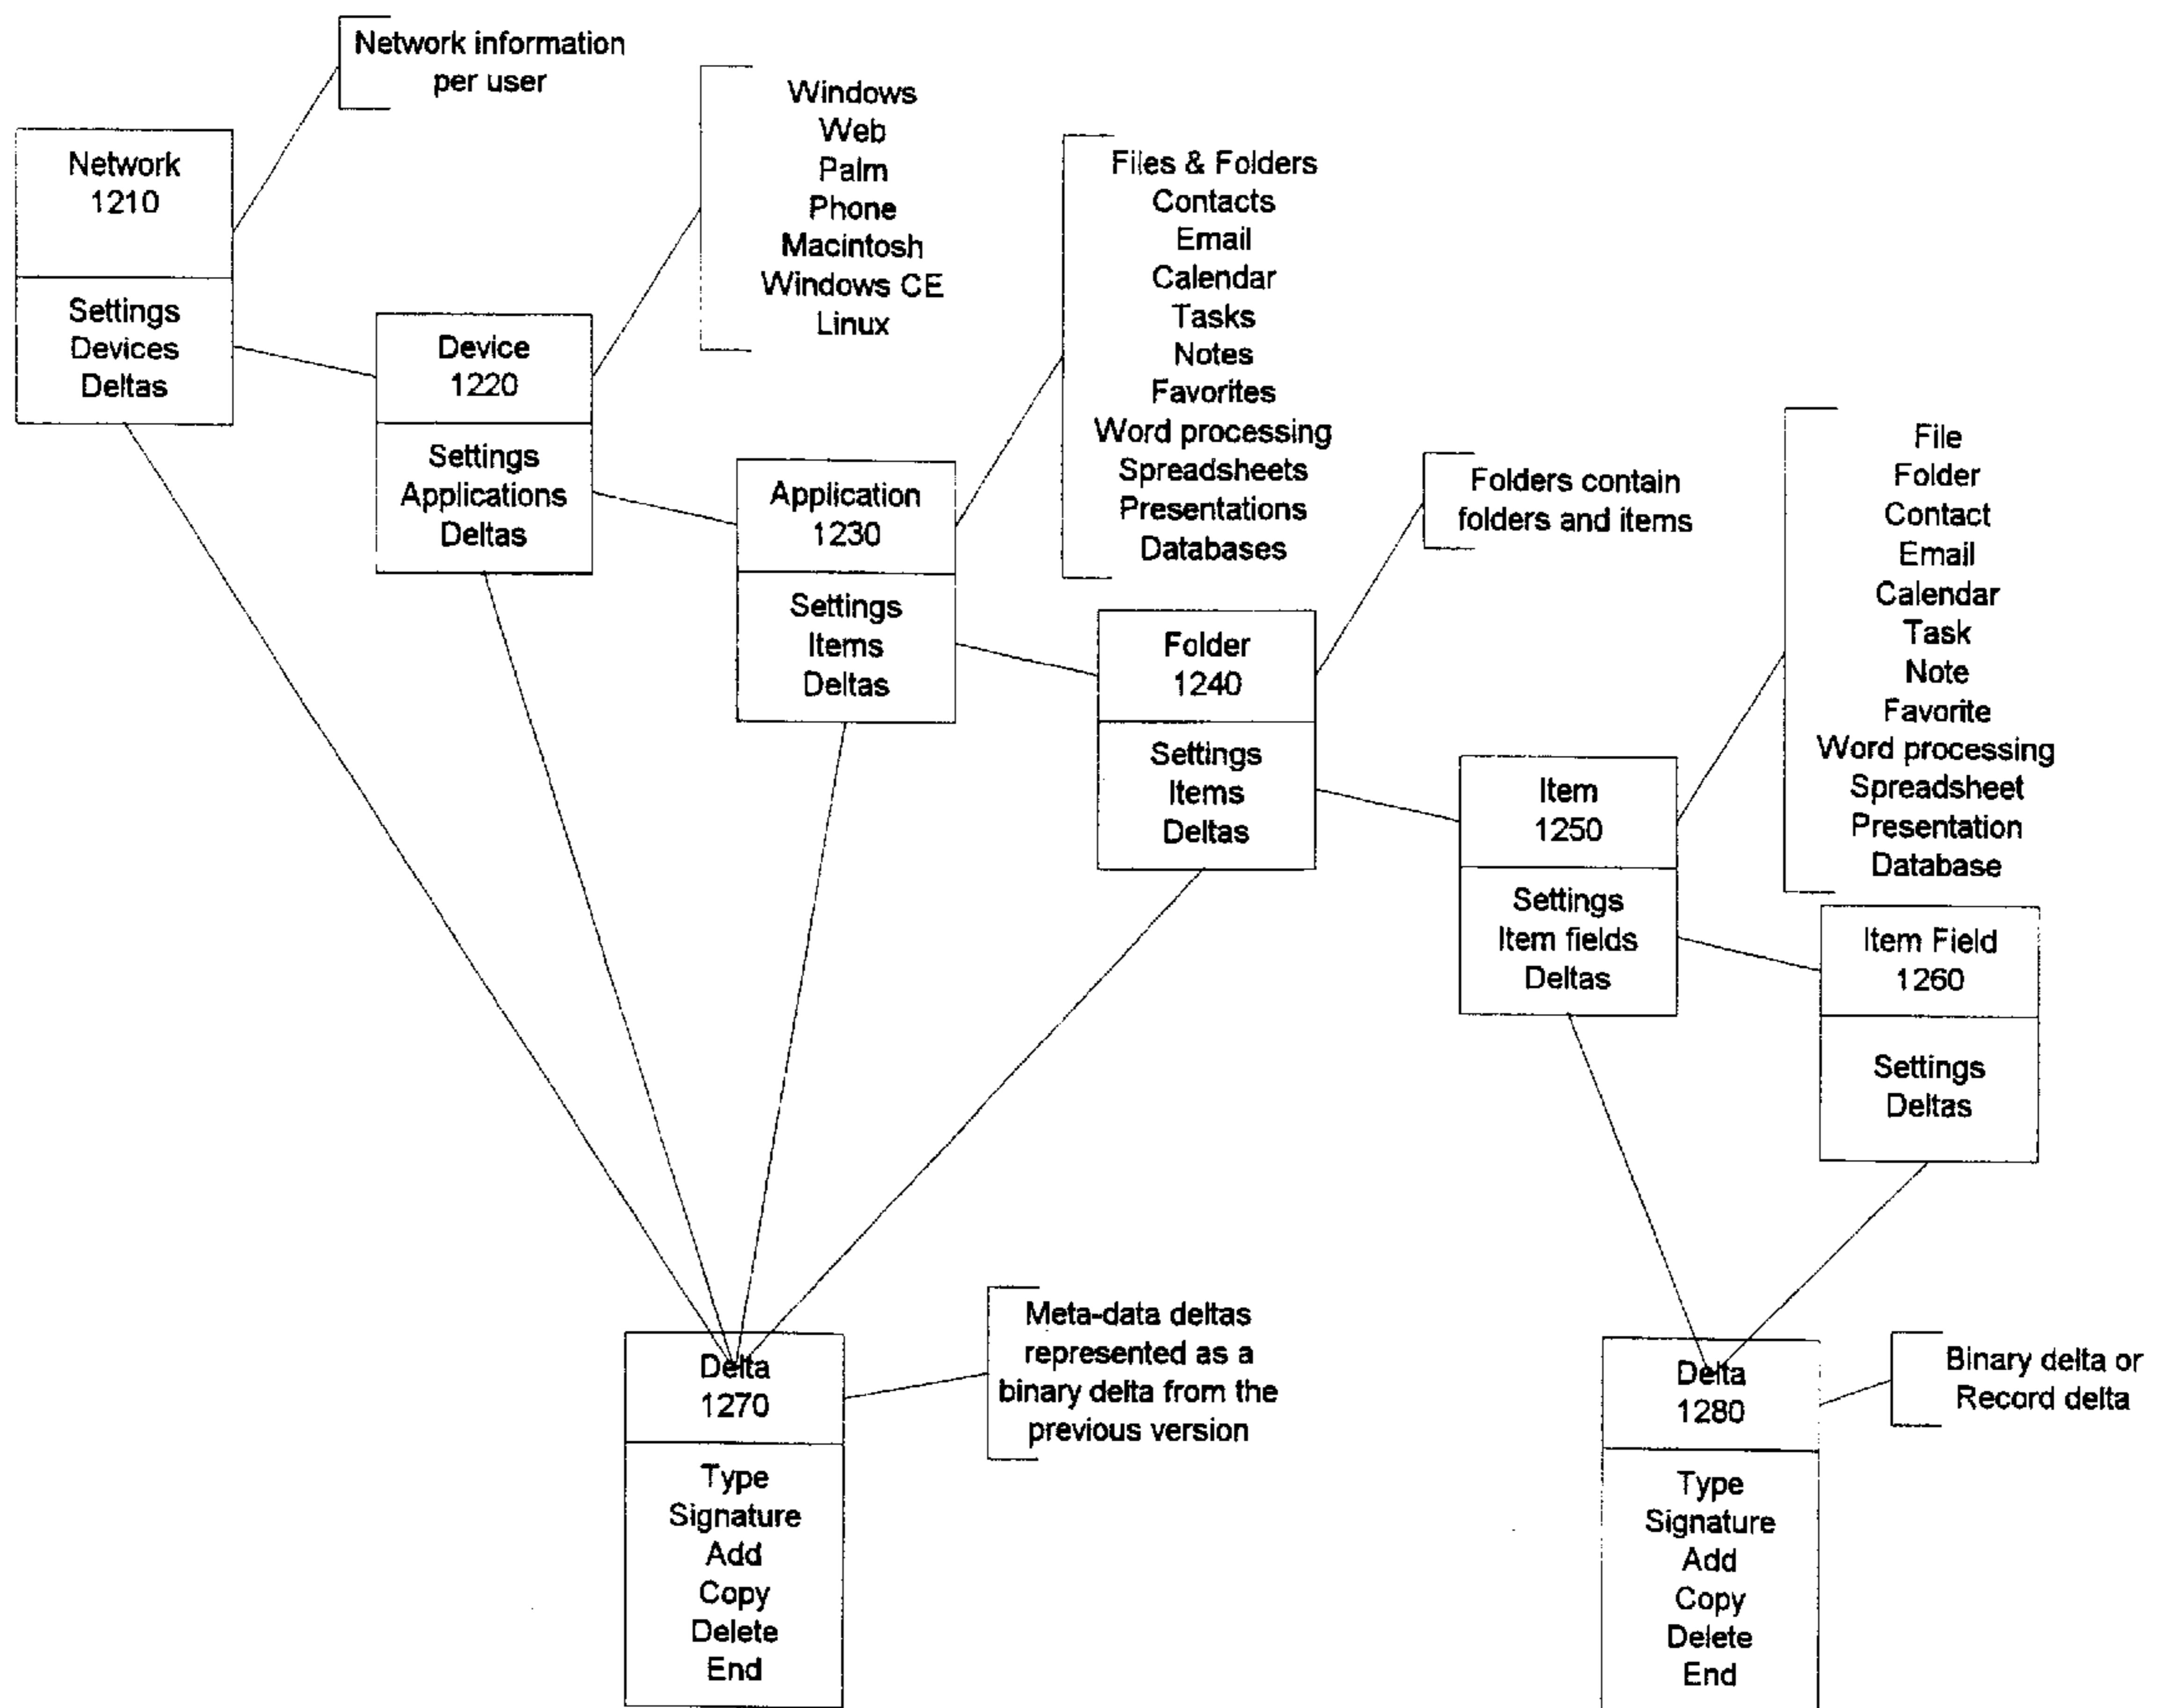 Network information
per user
Network
1210
Settings
Devices
Deltas
Windows
Web
Palm
Phone
Macintosh
Windows CE
Linux
Device
1220
Settings
Applications
Deltas
Files & Folders
Contacts
Email
Calendar
Tasks
Notes
Favorites
Word processing
Spreadsheets
Presentations
Databases
Application
1230
Settings
Items
Deltas
Folders contain
folders and items
Folder
1240
Settings
Items
Deltas
File
Folder
Contact
Email
Calendar
Task
Note
Favorite
Word processing
Spreadsheet
Presentation
Database
Item
1250
Settings
Item fields
Deltas
Item Field
1260
Settings
Deltas
Meta-data deltas
represented as a
binary delta from the
previous version
Delta
1270
Type
Signature
Add
Copy
Delete
End
Binary delta or
Record delta
Delta
1280
Type
Signature
Add
Copy
Delete
End